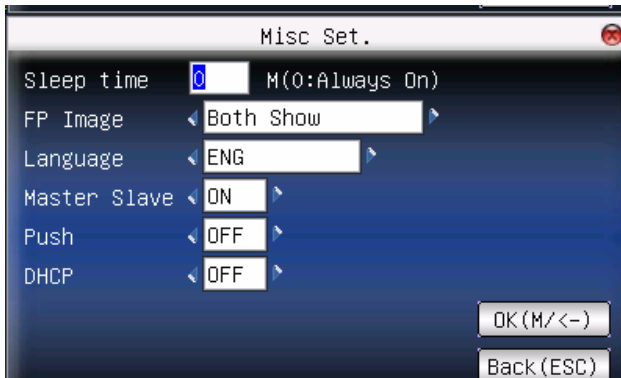 Misc Set.
Sleep time 0 M(0:Always On)
FP Image Both Show
Language ENG
Master Slave ON
Push OFF
DHCP OFF
OK(M/<-)
Back(ESC)